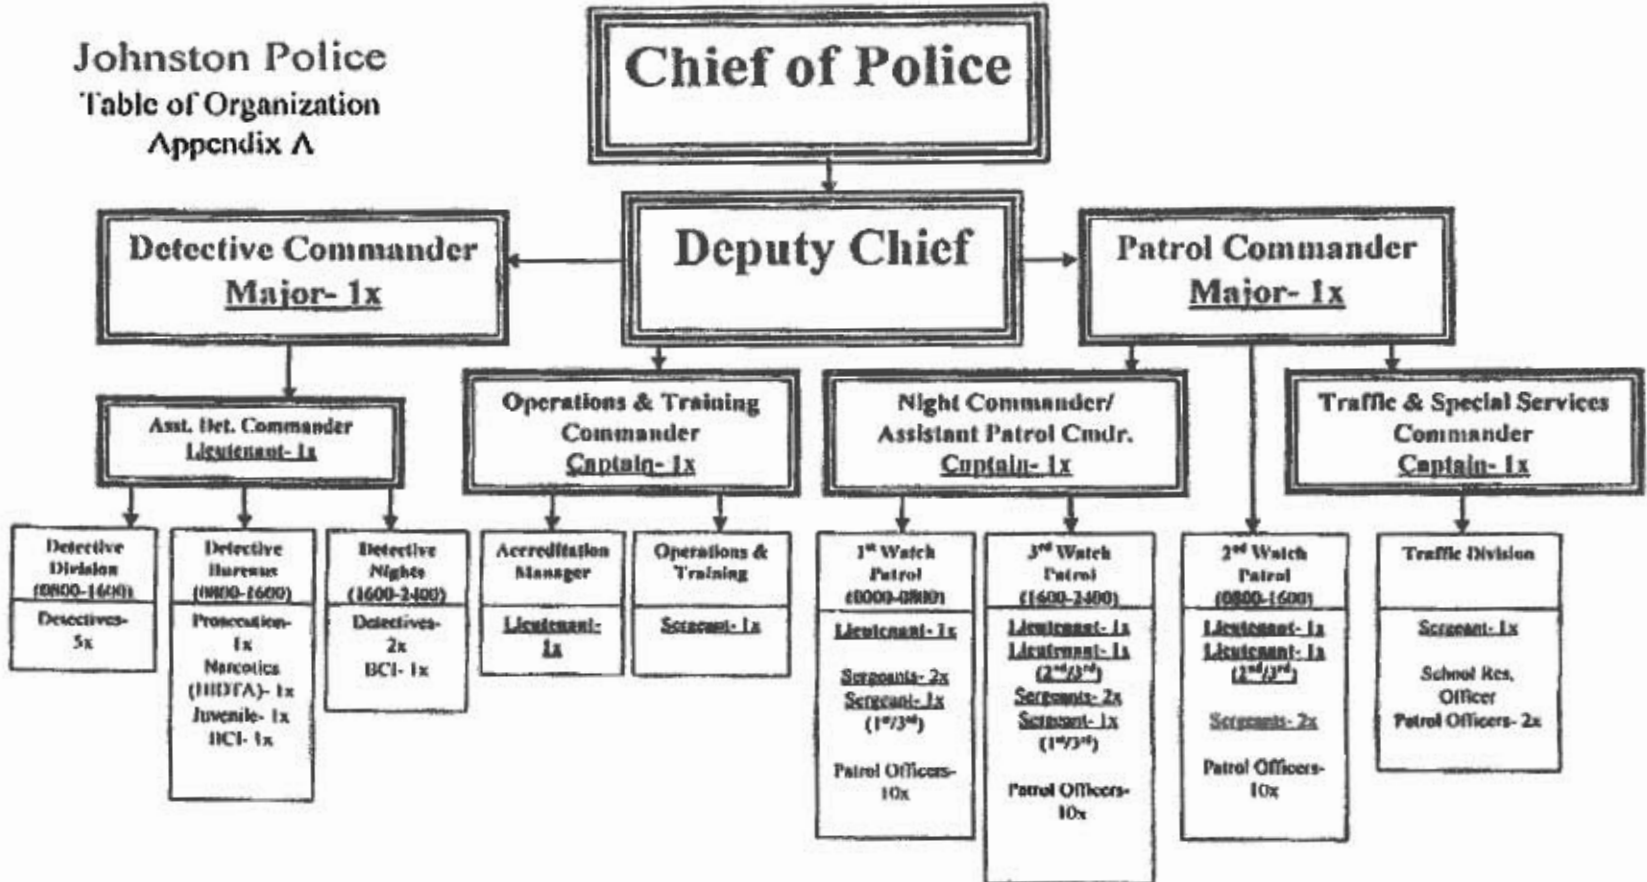 Johnston Police
Table of Organization
Appendix A
Chief of Police
Deputy Chief
Detective Commander
Major- 1x
Patrol Commander
Major- 1x
Asst. Det. Commander
Lieutenant- 1x
Operations & Training
Commander
Captain- 1x
Night Commander/
Assistant Patrol Cmdr.
Captain- 1x
Traffic & Special Services
Commander
Captain- 1x
Detective
Division
(0800-1600)
Detectives-
5x
Detective
Bureaus
(0800-1600)
Prosecution-
1x
Narcotics
(HIDTA)- 1x
Juvenile- 1x
BCI- 1x
Detective
Nights
(1600-2400)
Detectives-
2x
BCI- 1x
Accreditation
Manager
Lieutenant-
1x
Operations &
Training
Sergeant- 1x
1st Watch
Patrol
(0000-0800)
Lieutenant- 1x
Sergeants- 2x
Sergeant- 1x
(1st/3rd)
Patrol Officers-
10x
3rd Watch
Patrol
(1600-2400)
Lieutenant- 1x
Lieutenant- 1x
(2nd/3rd)
Sergeants- 2x
Sergeant- 1x
(1st/3rd)
Patrol Officers-
10x
2nd Watch
Patrol
(0800-1600)
Lieutenant- 1x
Lieutenant- 1x
(2nd/3rd)
Sergeants- 2x
Patrol Officers-
10x
Traffic Division
Sergeant- 1x
School Res.
Officer
Patrol Officers- 2x